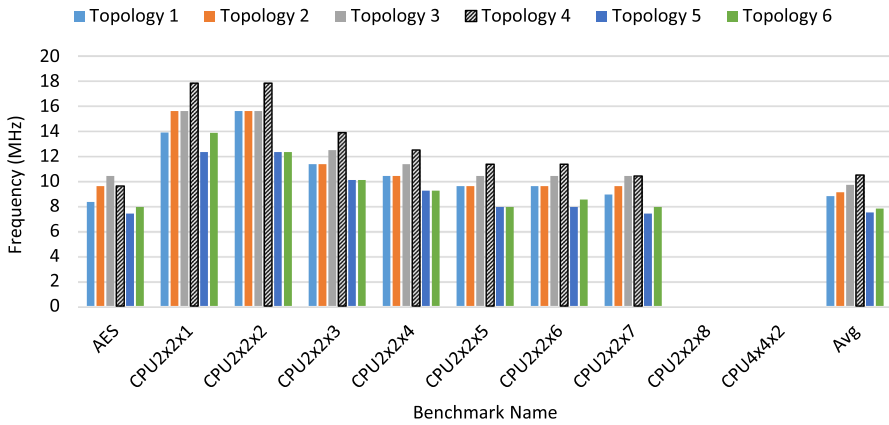 Topology 1 Topology 2 Topology 3 Topology 4 Topology 5 Topology 6
20
18
16
14
12
10
8
6
4
2
0
Frequency (MHz)
AES
CPU2x2x1
CPU2x2x2
CPU2x2x3
CPU2x2x4
CPU2x2x5
CPU2x2x6
CPU2x2x7
CPU2x2x8
CPU4x4x2
Avg
Benchmark Name